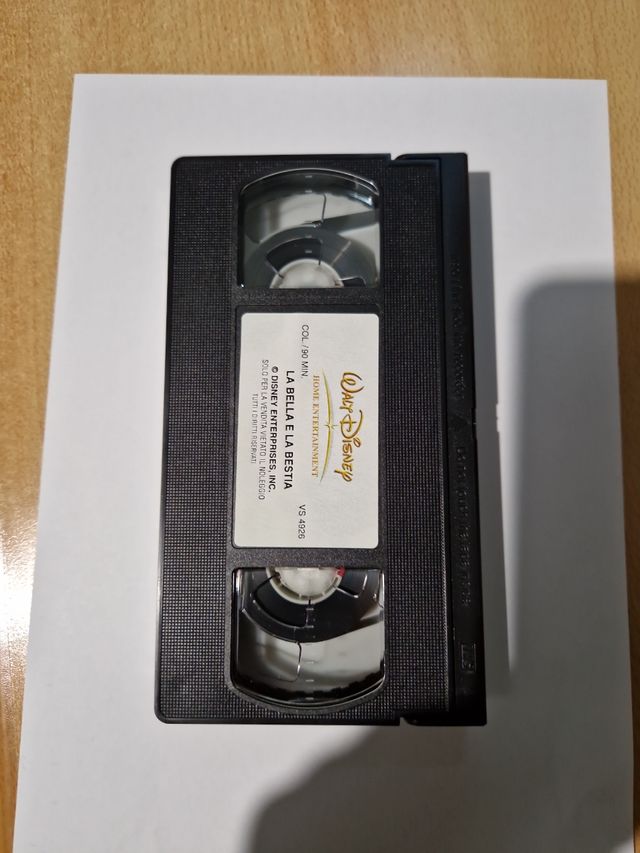 WALT DISNEY
HOME ENTERTAINMENT
COL. / 90 MIN.
VS 4926
LA BELLA E LA BESTIA
© DISNEY ENTERPRISES, INC.
SOLO PER LA VENDITA VIETATO IL NOLEGGIO
TUTTI I DIRITTI RISERVATI
VHS